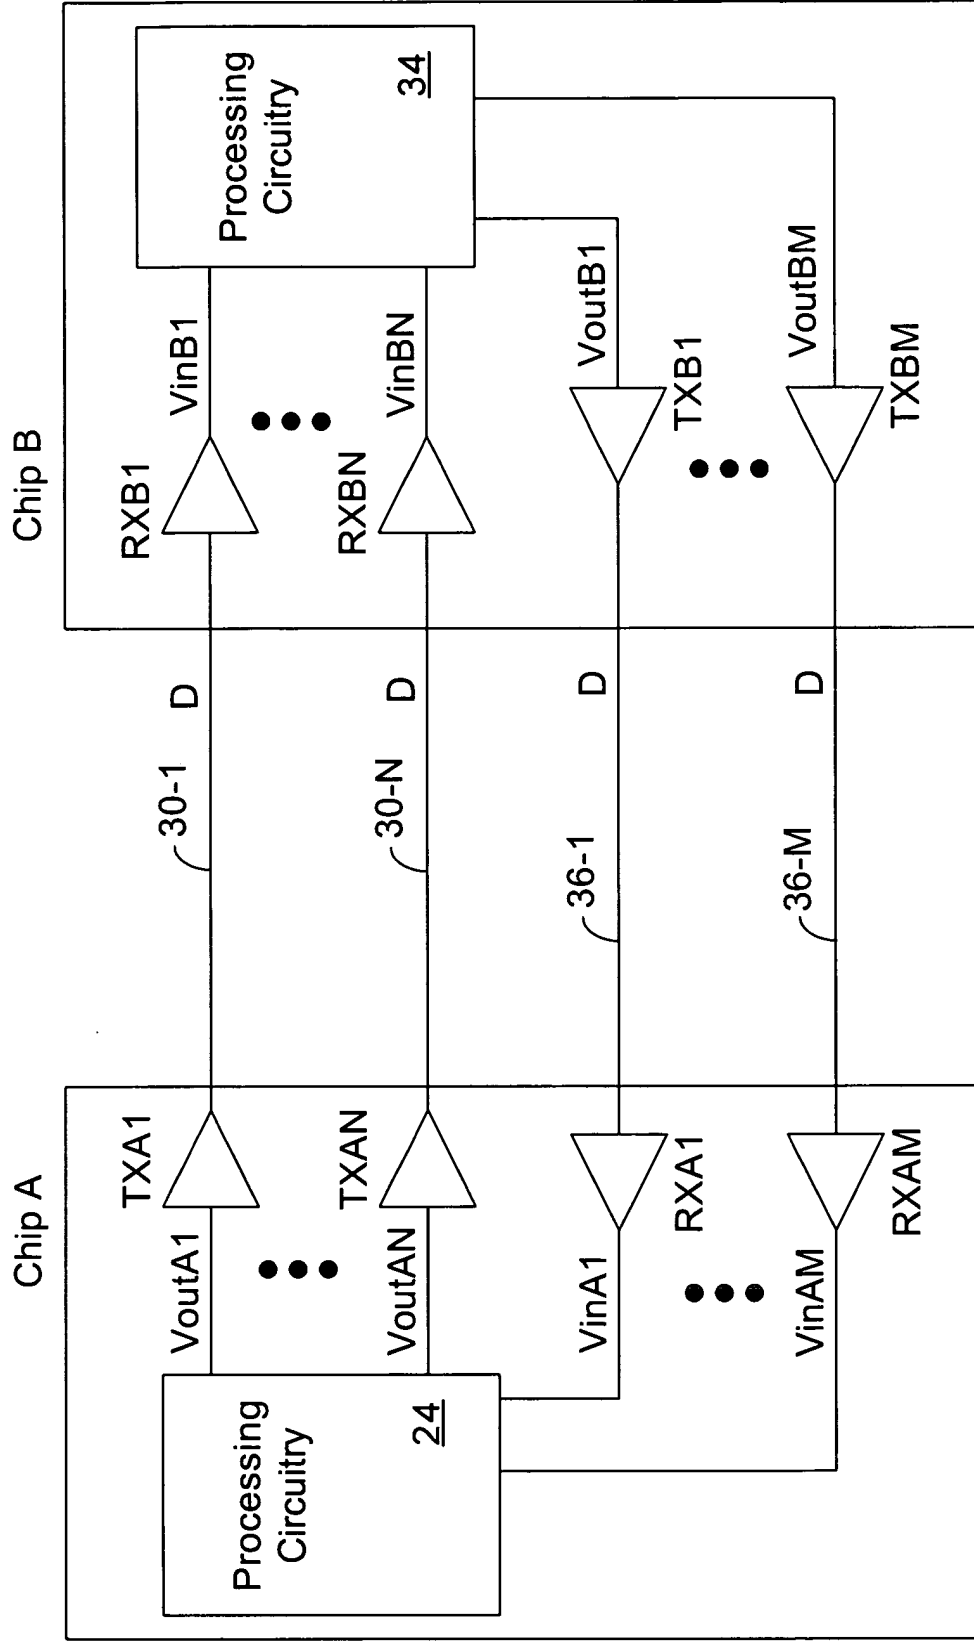 Chip A
Chip B
Processing
Circuitry
24
VoutA1
TXA1
30-1
D
RXB1
VinB1
Processing
Circuitry
34
VoutAN
TXAN
30-N
D
RXBN
VinBN
VinA1
RXA1
36-1
D
TXB1
VoutB1
VinAM
RXAM
36-M
D
TXBM
VoutBM